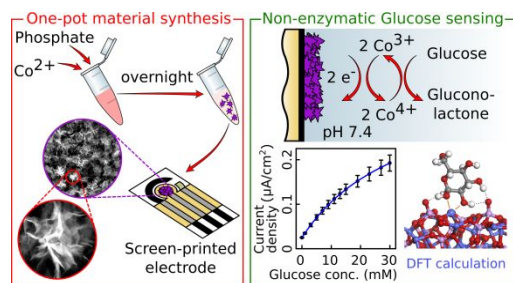 One-pot material synthesis
Phosphate
Co2+
overnight
Screen-printed
electrode
Non-enzymatic Glucose sensing
2 Co3+
Glucose
2 e-
2 Co4+
Glucono-
lactone
pH 7.4
Current
density
(µA/cm2)
0.2
0.1
0
0 10 20 30
Glucose conc. (mM)
DFT calculation